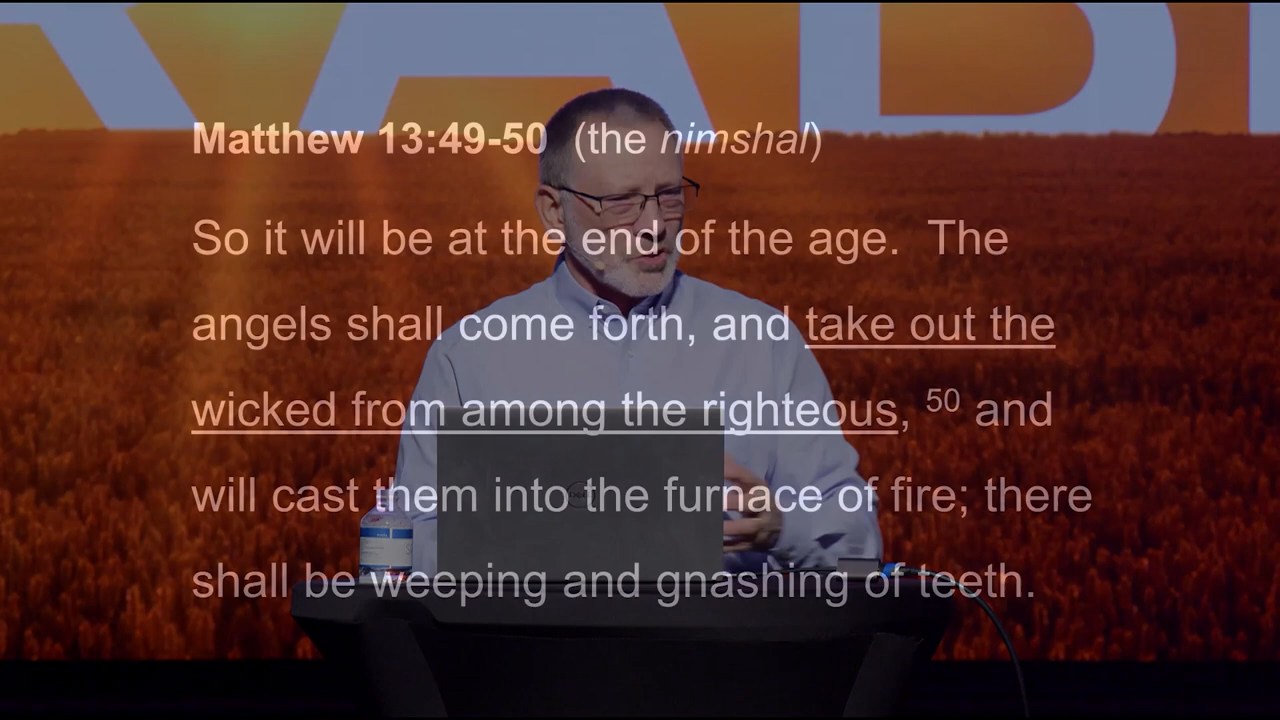 Matthew 13:49-50 (the nimshal)
So it will be at the end of the age. The
angels shall come forth, and take out the
wicked from among the righteous, 50 and
will cast them into the furnace of fire; there
shall be weeping and gnashing of teeth.
DELL